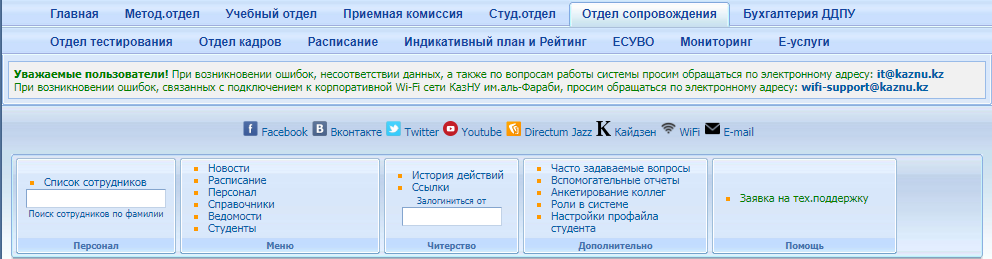 Главная Метод.отдел Учебный отдел Приемная комиссия Студ.отдел Отдел сопровождения Бухгалтерия ДДПУ
Отдел тестирования Отдел кадров Расписание Индикативный план и Рейтинг ЕСУВО Мониторинг Е-услуги
Уважаемые пользователи! При возникновении ошибок, несоответствии данных, а также по вопросам работы системы просим обращаться по электронному адресу: it@kaznu.kz
При возникновении ошибок, связанных с подключением к корпоративной Wi-Fi сети КазНУ им.аль-Фараби, просим обращаться по электронному адресу: wifi-support@kaznu.kz
Facebook Вконтакте Twitter Youtube Directum Jazz Кайдзен WiFi E-mail
Список сотрудников
Поиск сотрудников по фамилии
Персонал
Новости
Расписание
Персонал
Справочники
Ведомости
Студенты
Меню
История действий
Ссылки
Залогиниться от
Читерство
Часто задаваемые вопросы
Вспомогательные отчеты
Анкетирование коллег
Роли в системе
Настройки профайла
студента
Дополнительно
Заявка на тех.поддержку
Помощь